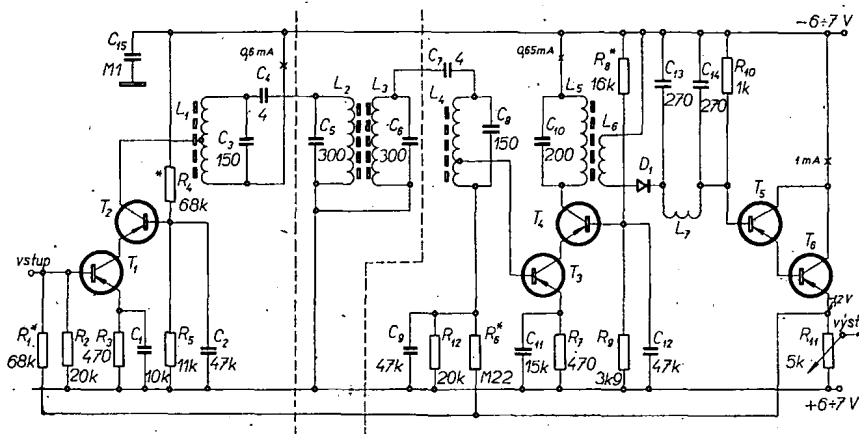 −6÷7 V
C15
M1
0,6 mA
C4
4
C7
4
0,65mA
R8*
16k
C13
270
C14
270
R10
1k
L1
L2
L3
L4
L5
L6
C3
150
C5
300
C6
300
C8
150
C10
200
D1
1mA
*
R4
68k
T2
T4
L7
T5
T6
vstup
T1
T3
1,2V
výst
R1*
68k
R2
20k
R3
470
C1
10k
R5
11k
C2
47k
C9
47k
R12
20k
R6*
M22
C11
15k
R7
470
R9
3k9
C12
47k
R11
5k
+6÷7 V